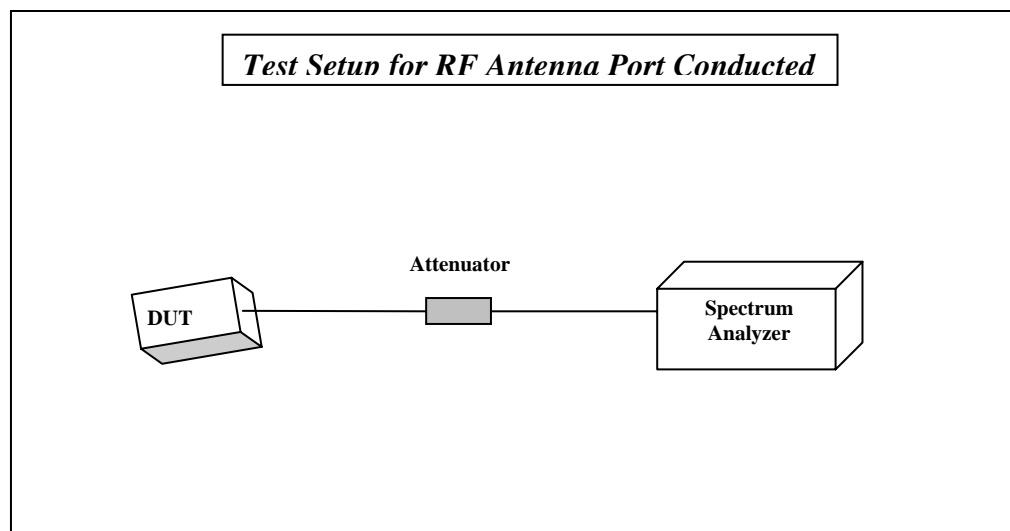 Test Setup for RF Antenna Port Conducted
Attenuator
DUT
Spectrum
Analyzer